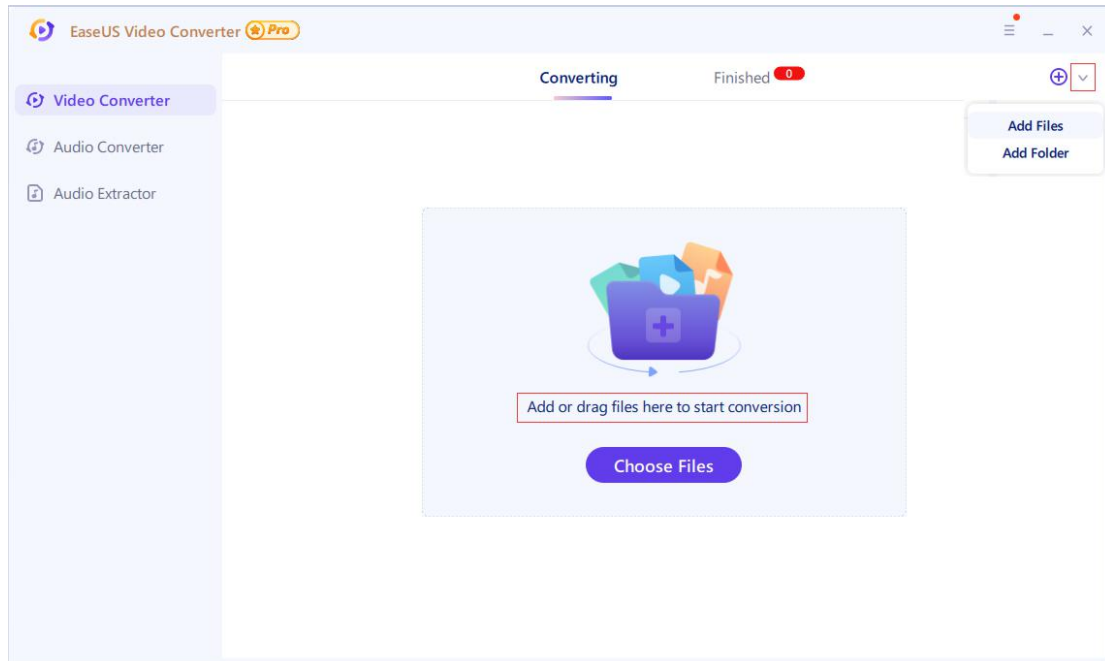 EaseUS Video Converter Pro
Converting
Finished 0
Video Converter
Audio Converter
Audio Extractor
Add Files
Add Folder
Add or drag files here to start conversion
Choose Files